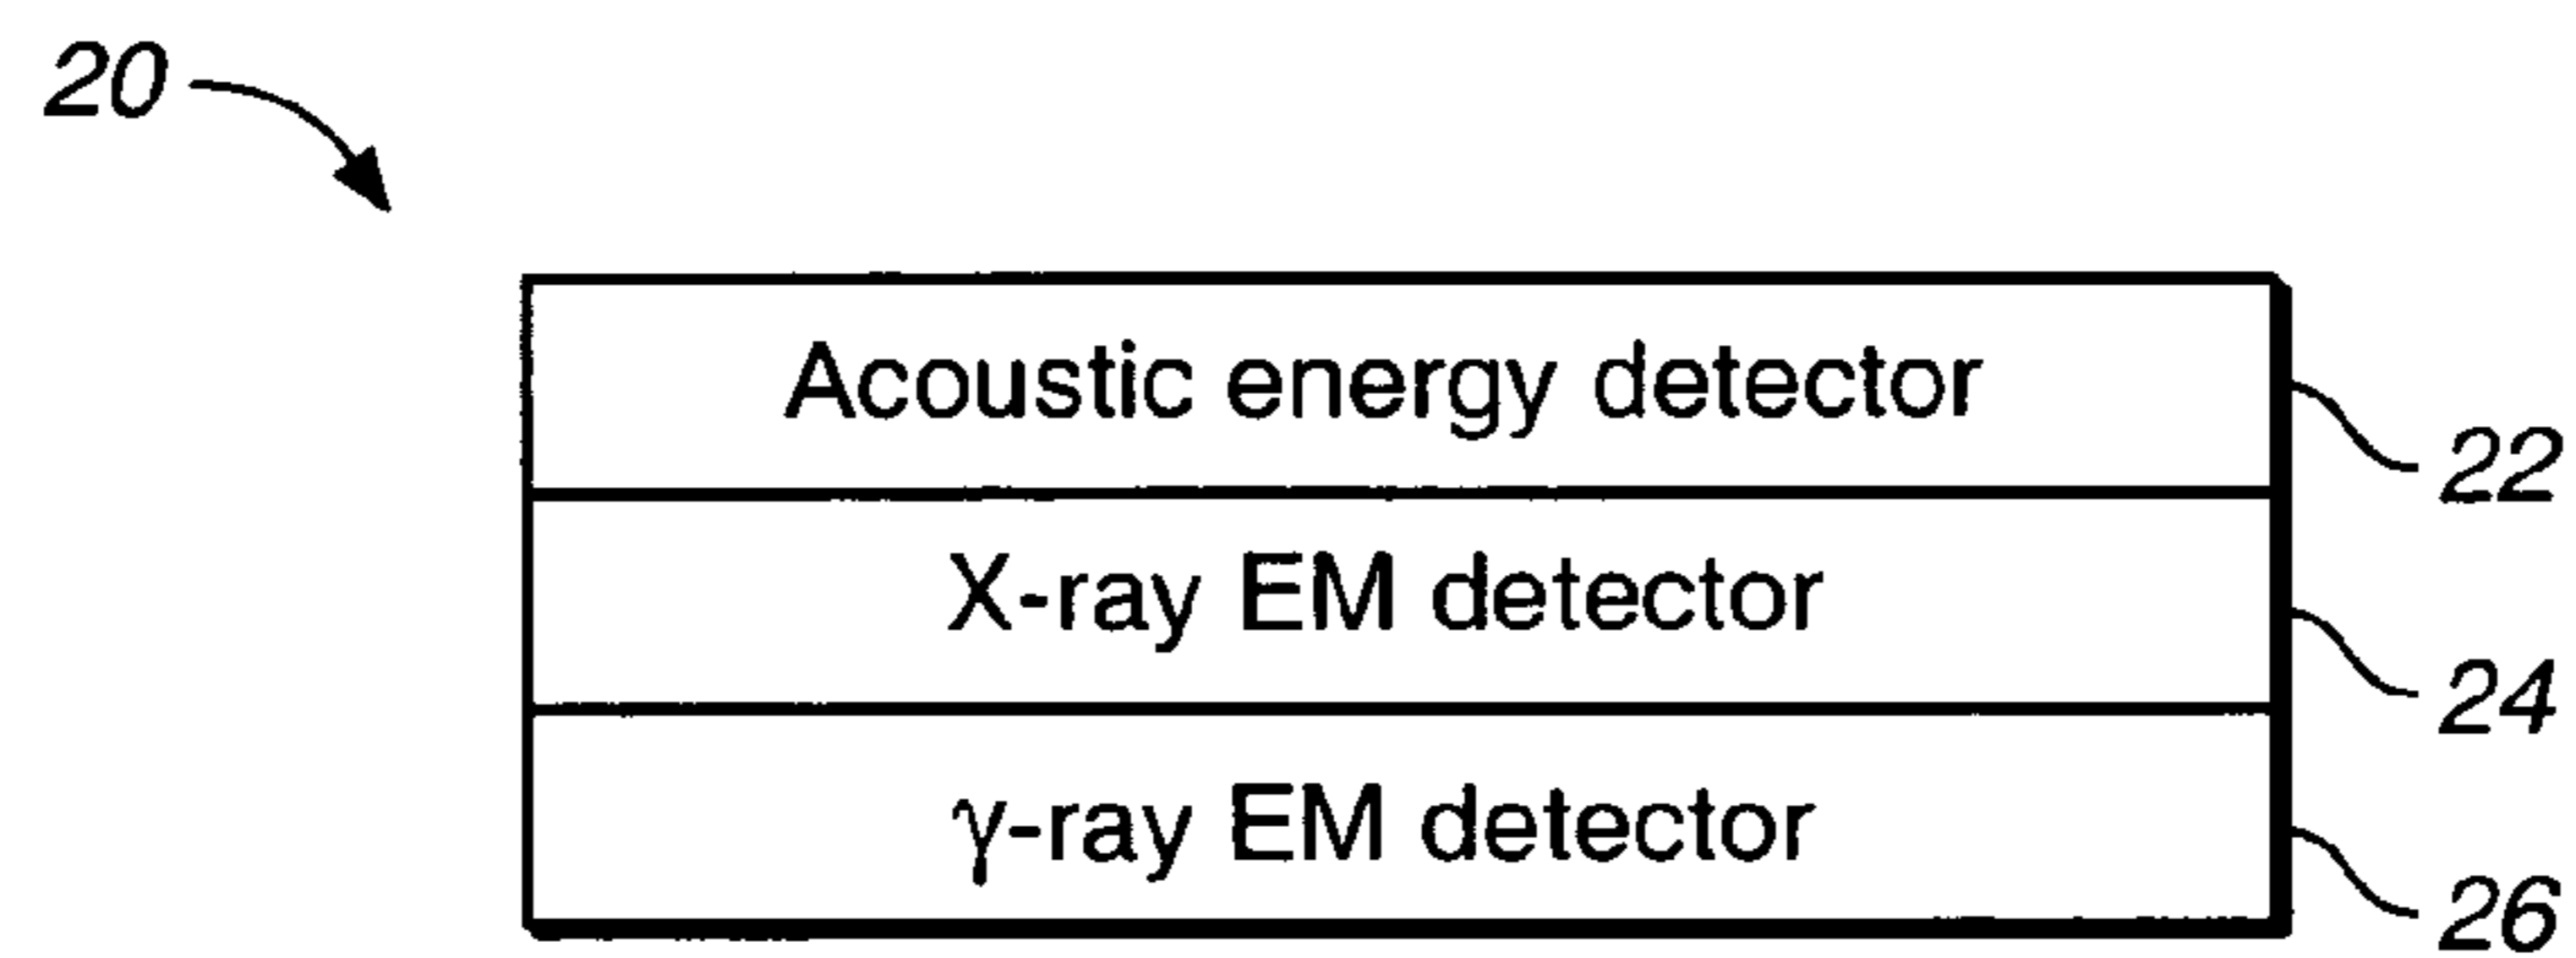 20
Acoustic energy detector
22
X-ray EM detector
24
γ-ray EM detector
26